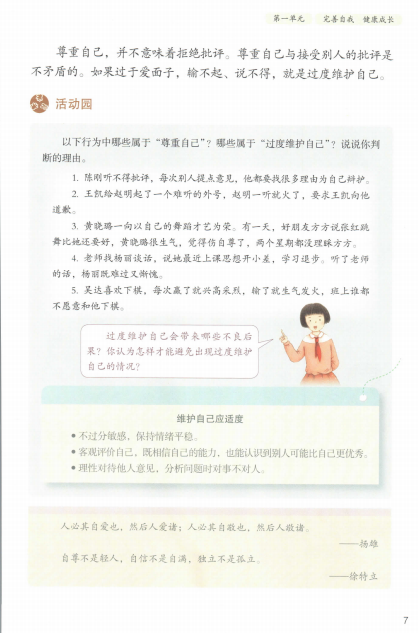 第一单元 完善自我 健康成长
尊重自己，并不意味着拒绝批评。尊重自己与接受别人的批评是
不矛盾的。如果过于爱面子，输不起、说不得，就是过度维护自己。
活动园
以下行为中哪些属于“尊重自己”？哪些属于“过度维护自己”？说说你判
断的理由。
1. 陈刚听不得批评，每次别人提点意见，他都要找很多理由为自己辩护。
2. 王凯给赵明起了一个难听的外号，赵明一听就火了，要求王凯向他
道歉。
3. 黄晓璐一向以自己的舞蹈才艺为荣。有一天，好朋友方方说张红跳
舞比她还要好，黄晓璐很生气，觉得伤自尊了，两个星期都没理睬方方。
4. 老师找杨丽谈话，说她最近上课思想开小差，学习退步。听了老师
的话，杨丽既难过又惭愧。
5. 吴达喜欢下棋，每次赢了就兴高采烈，输了就生气发火，班上谁都
不愿意和他下棋。
过度维护自己会带来哪些不良后
果？你认为怎样才能避免出现过度维护
自己的情况？
维护自己应适度
● 不过分敏感，保持情绪平稳。
● 客观评价自己，既相信自己的能力，也能认识到别人可能比自己更优秀。
● 理性对待他人意见，分析问题时对事不对人。
人必其自爱也，然后人爱诸；人必其自敬也，然后人敬诸。
——扬雄
自尊不是轻人，自信不是自满，独立不是孤立。
——徐特立
7